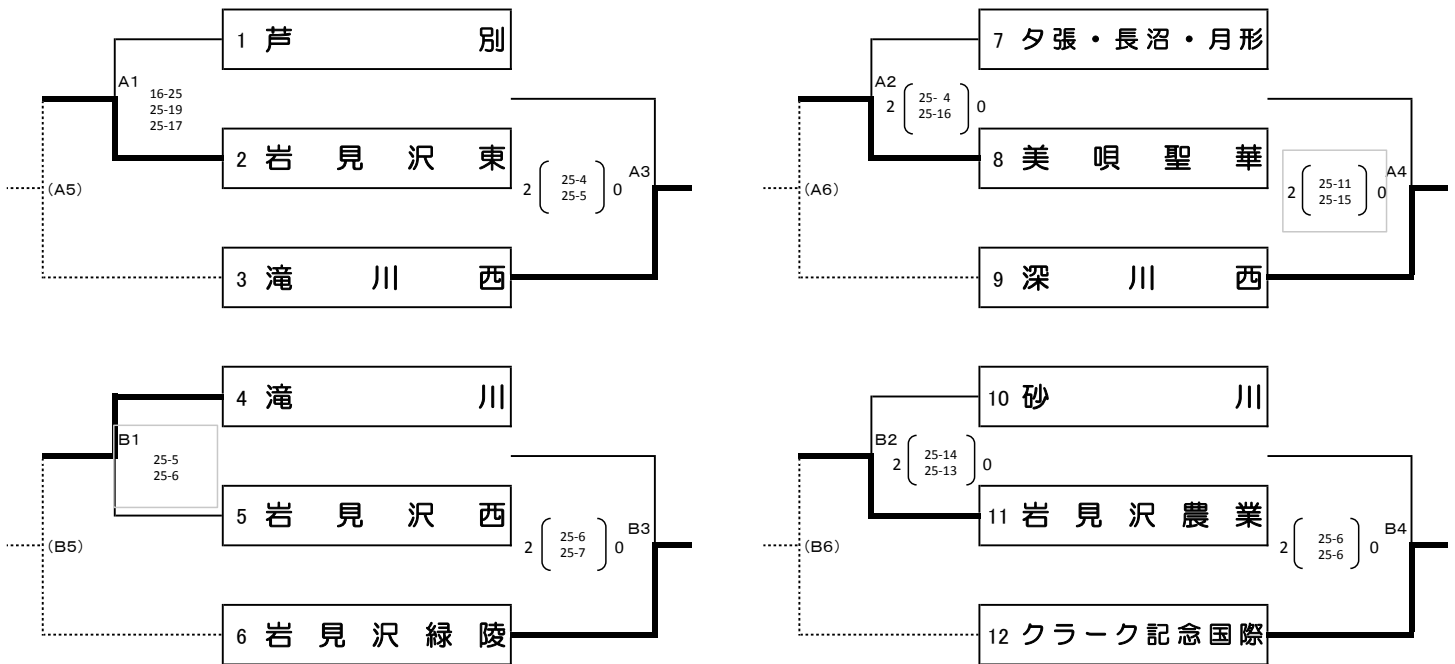 1 芦別
A1
16-25
25-19
25-17
2 岩見沢東
(A5)
2 25-4 0
25-5
A3
3 滝川西
7 夕張・長沼・月形
A2
2 25- 4 0
25-16
8 美唄聖華
(A6)
2 25-11 0
25-15
A4
9 深川西
4 滝川
B1
25-5
25-6
5 岩見沢西
(B5)
2 25-6 0
25-7
B3
6 岩見沢緑陵
10 砂川
B2
2 25-14 0
25-13
11 岩見沢農業
(B6)
2 25-6 0
25-6
B4
12 クラーク記念国際